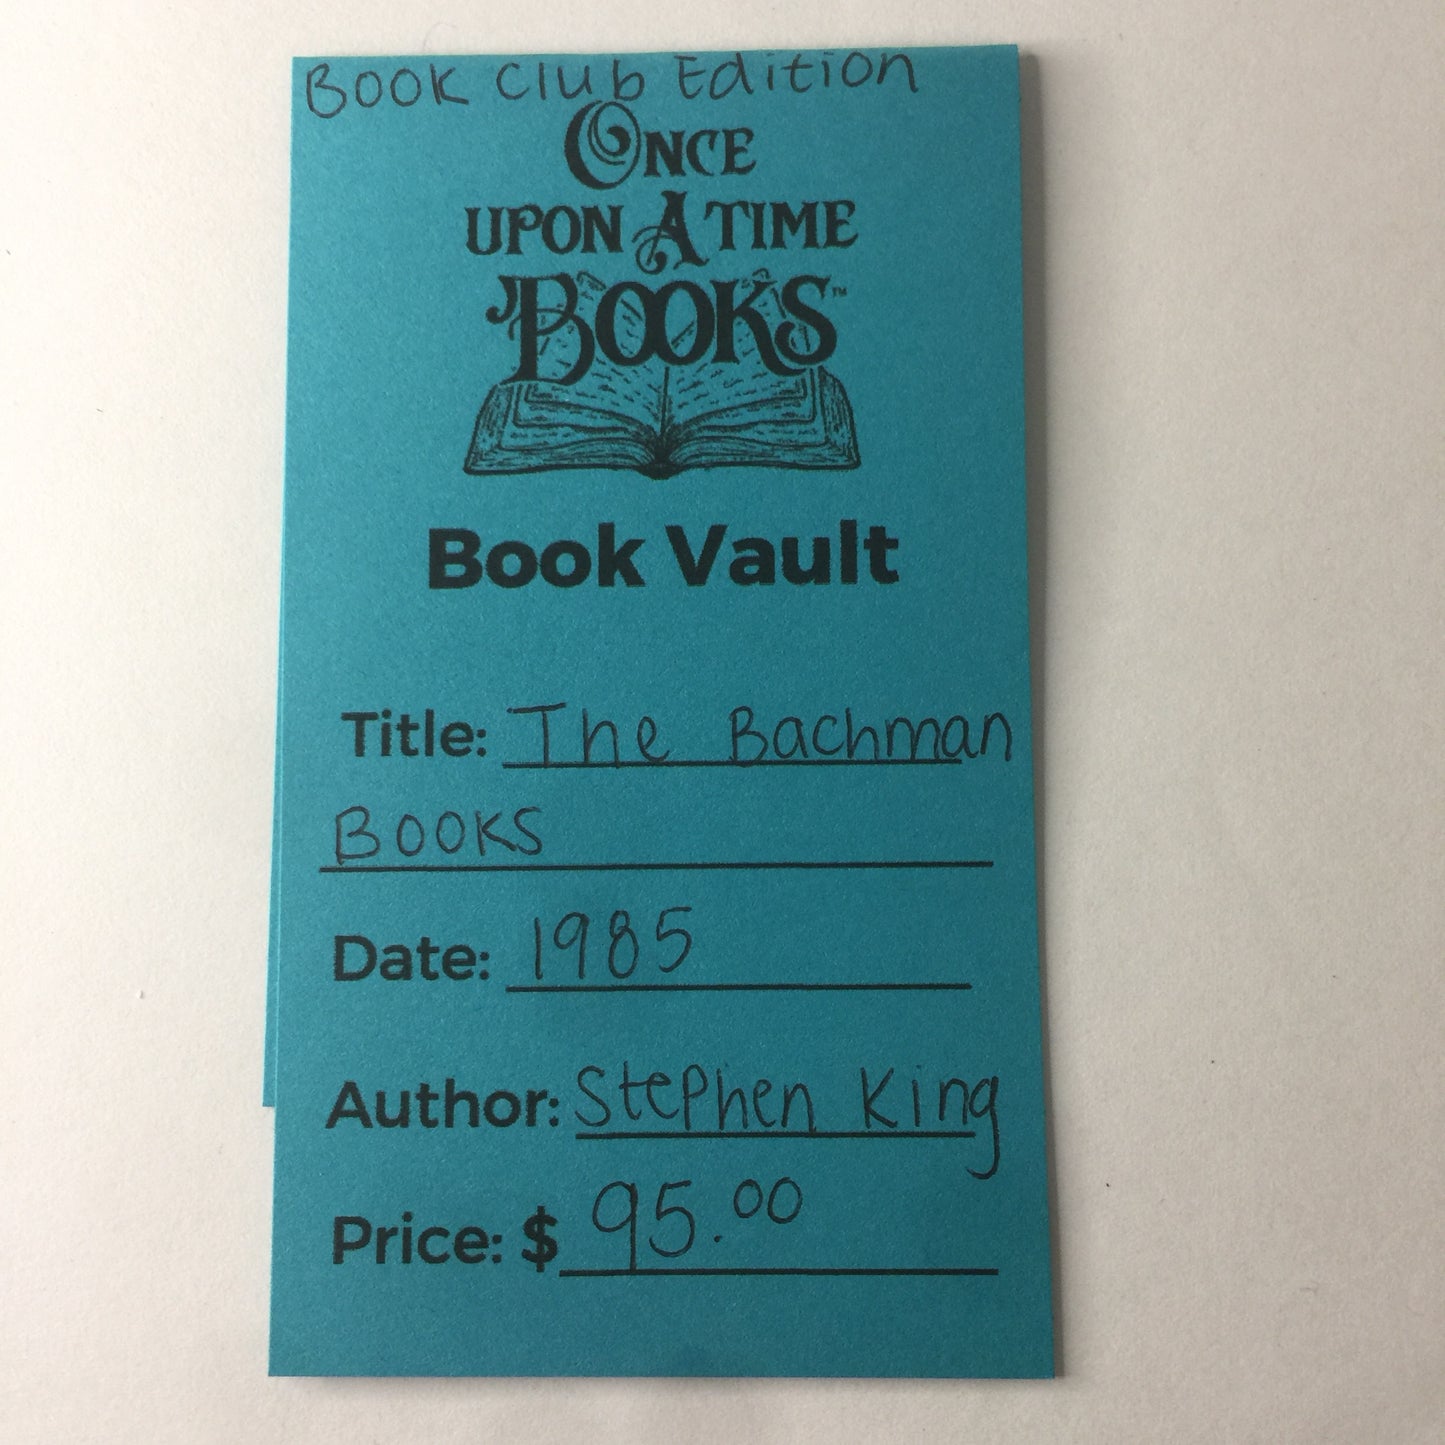 Book Club Edition
ONCE
UPON A TIME
BOOKS™
Book Vault
Title: The Bachman
Books
Date: 1985
Author: Stephen King
Price: $ 95.00